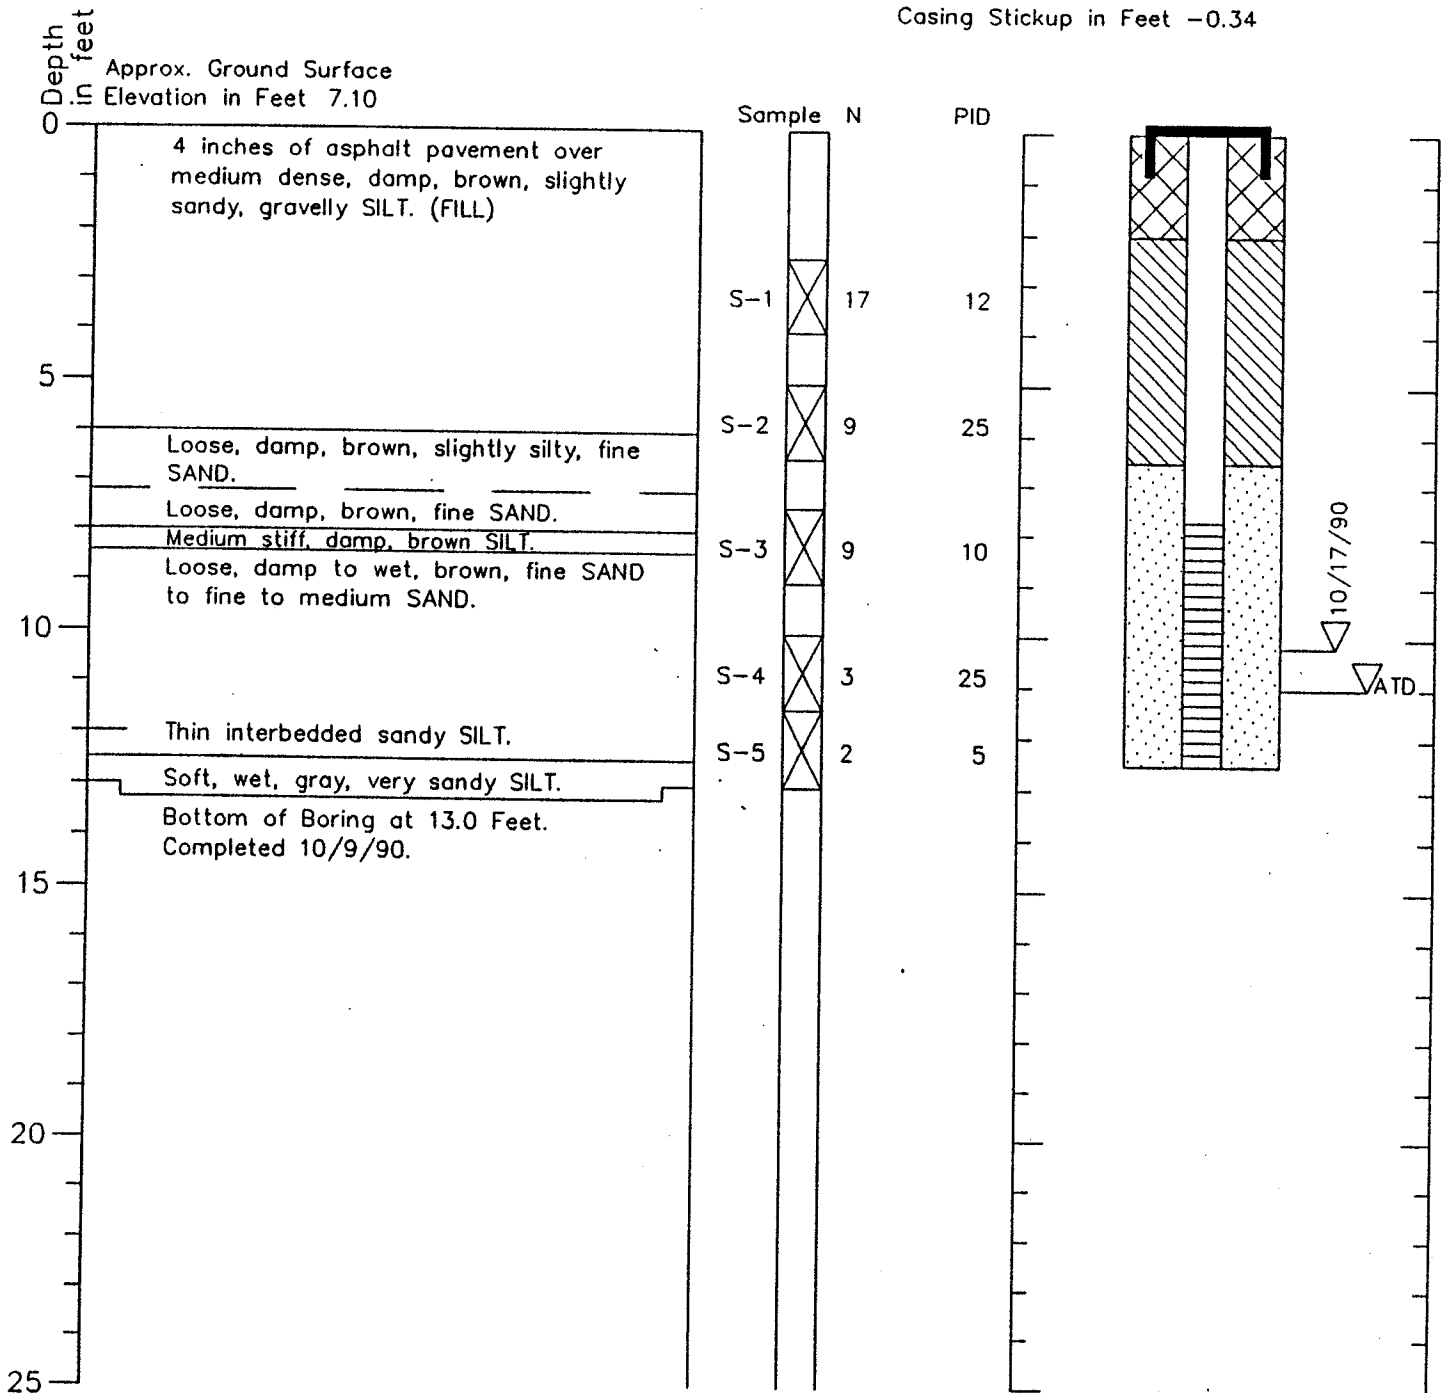 Casing Stickup in Feet -0.34
Depth
in feet
Approx. Ground Surface
Elevation in Feet 7.10
Sample N PID
0
4 inches of asphalt pavement over
medium dense, damp, brown, slightly
sandy, gravelly SILT. (FILL)
S-1 17 12
5
S-2 9 25
Loose, damp, brown, slightly silty, fine
SAND.
Loose, damp, brown, fine SAND.
Medium stiff, damp, brown SILT.
S-3 9 10
Loose, damp to wet, brown, fine SAND
to fine to medium SAND.
10/17/90
10
S-4 3 25
ATD
Thin interbedded sandy SILT.
S-5 2 5
Soft, wet, gray, very sandy SILT.
Bottom of Boring at 13.0 Feet.
Completed 10/9/90.
15
20
25